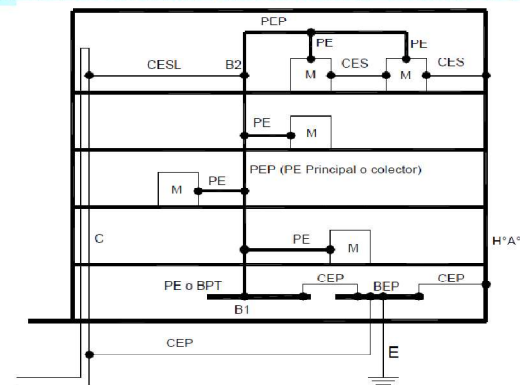 PEP
PE
PE
CESL
B2
M
CES
M
CES
PE
M
PEP (PE Principal o colector)
M
PE
C
PE
M
H°A°
PE o BPT
CEP
BEP
CEP
B1
CEP
E